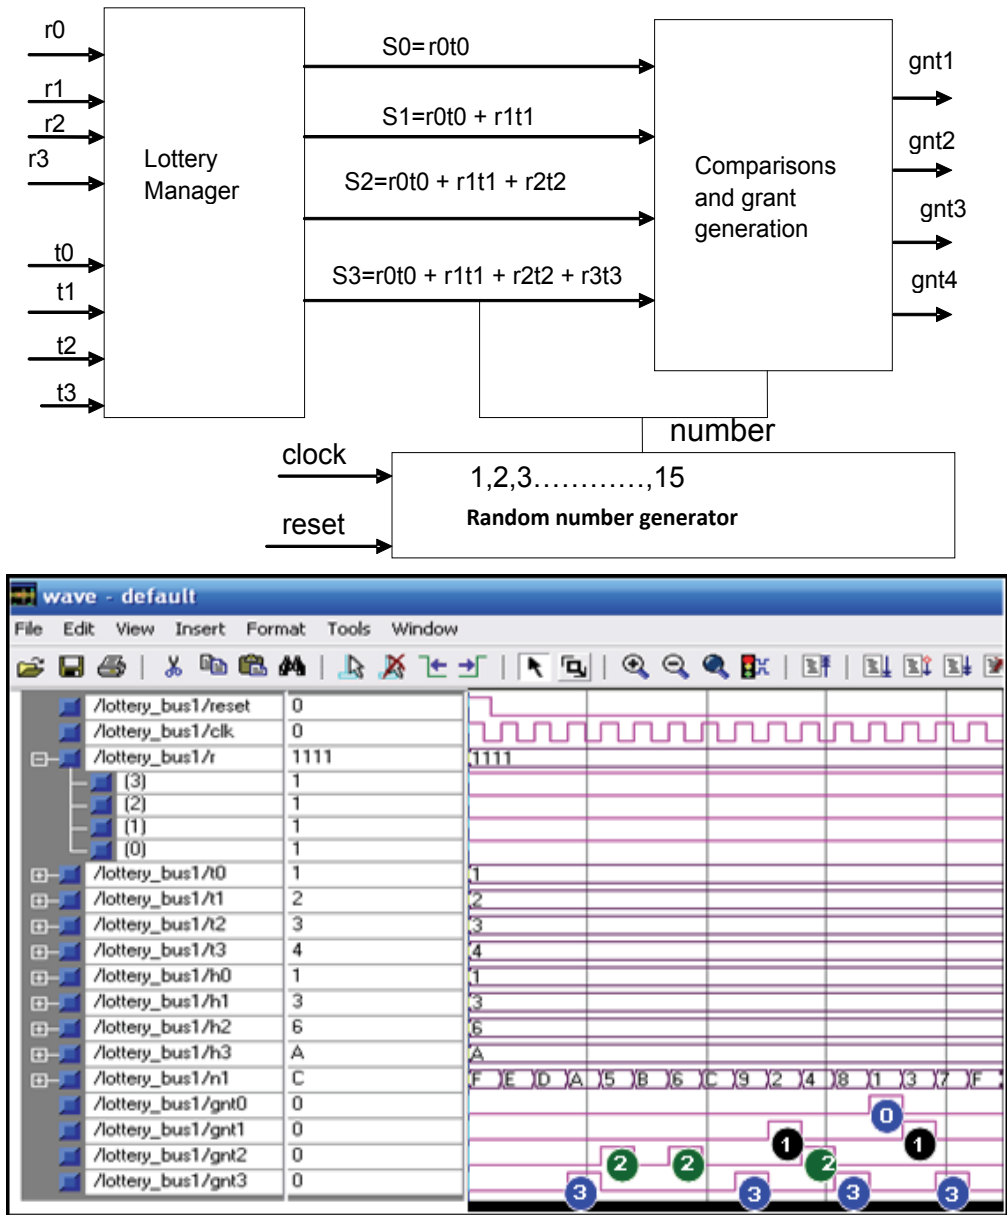 r0
r1
r2
r3
t0
t1
t2
t3
Lottery
Manager
S0=r0t0
S1=r0t0 + r1t1
S2=r0t0 + r1t1 + r2t2
S3=r0t0 + r1t1 + r2t2 + r3t3
Comparisons
and grant
generation
gnt1
gnt2
gnt3
gnt4
number
clock
reset
1,2,3…………,15
Random number generator
wave - default
File Edit View Insert Format Tools Window
/lottery_bus1/reset 0
/lottery_bus1/clk 0
/lottery_bus1/r 1111 1111
(3) 1
(2) 1
(1) 1
(0) 1
/lottery_bus1/t0 1 1
/lottery_bus1/t1 2 2
/lottery_bus1/t2 3 3
/lottery_bus1/t3 4 4
/lottery_bus1/h0 1 1
/lottery_bus1/h1 3 3
/lottery_bus1/h2 6 6
/lottery_bus1/h3 A A
/lottery_bus1/n1 C F E D A 5 B 6 C 9 2 4 8 1 3 7 F
/lottery_bus1/gnt0 0 0
/lottery_bus1/gnt1 0 1 1
/lottery_bus1/gnt2 0 2 2 2
/lottery_bus1/gnt3 0 3 3 3 3